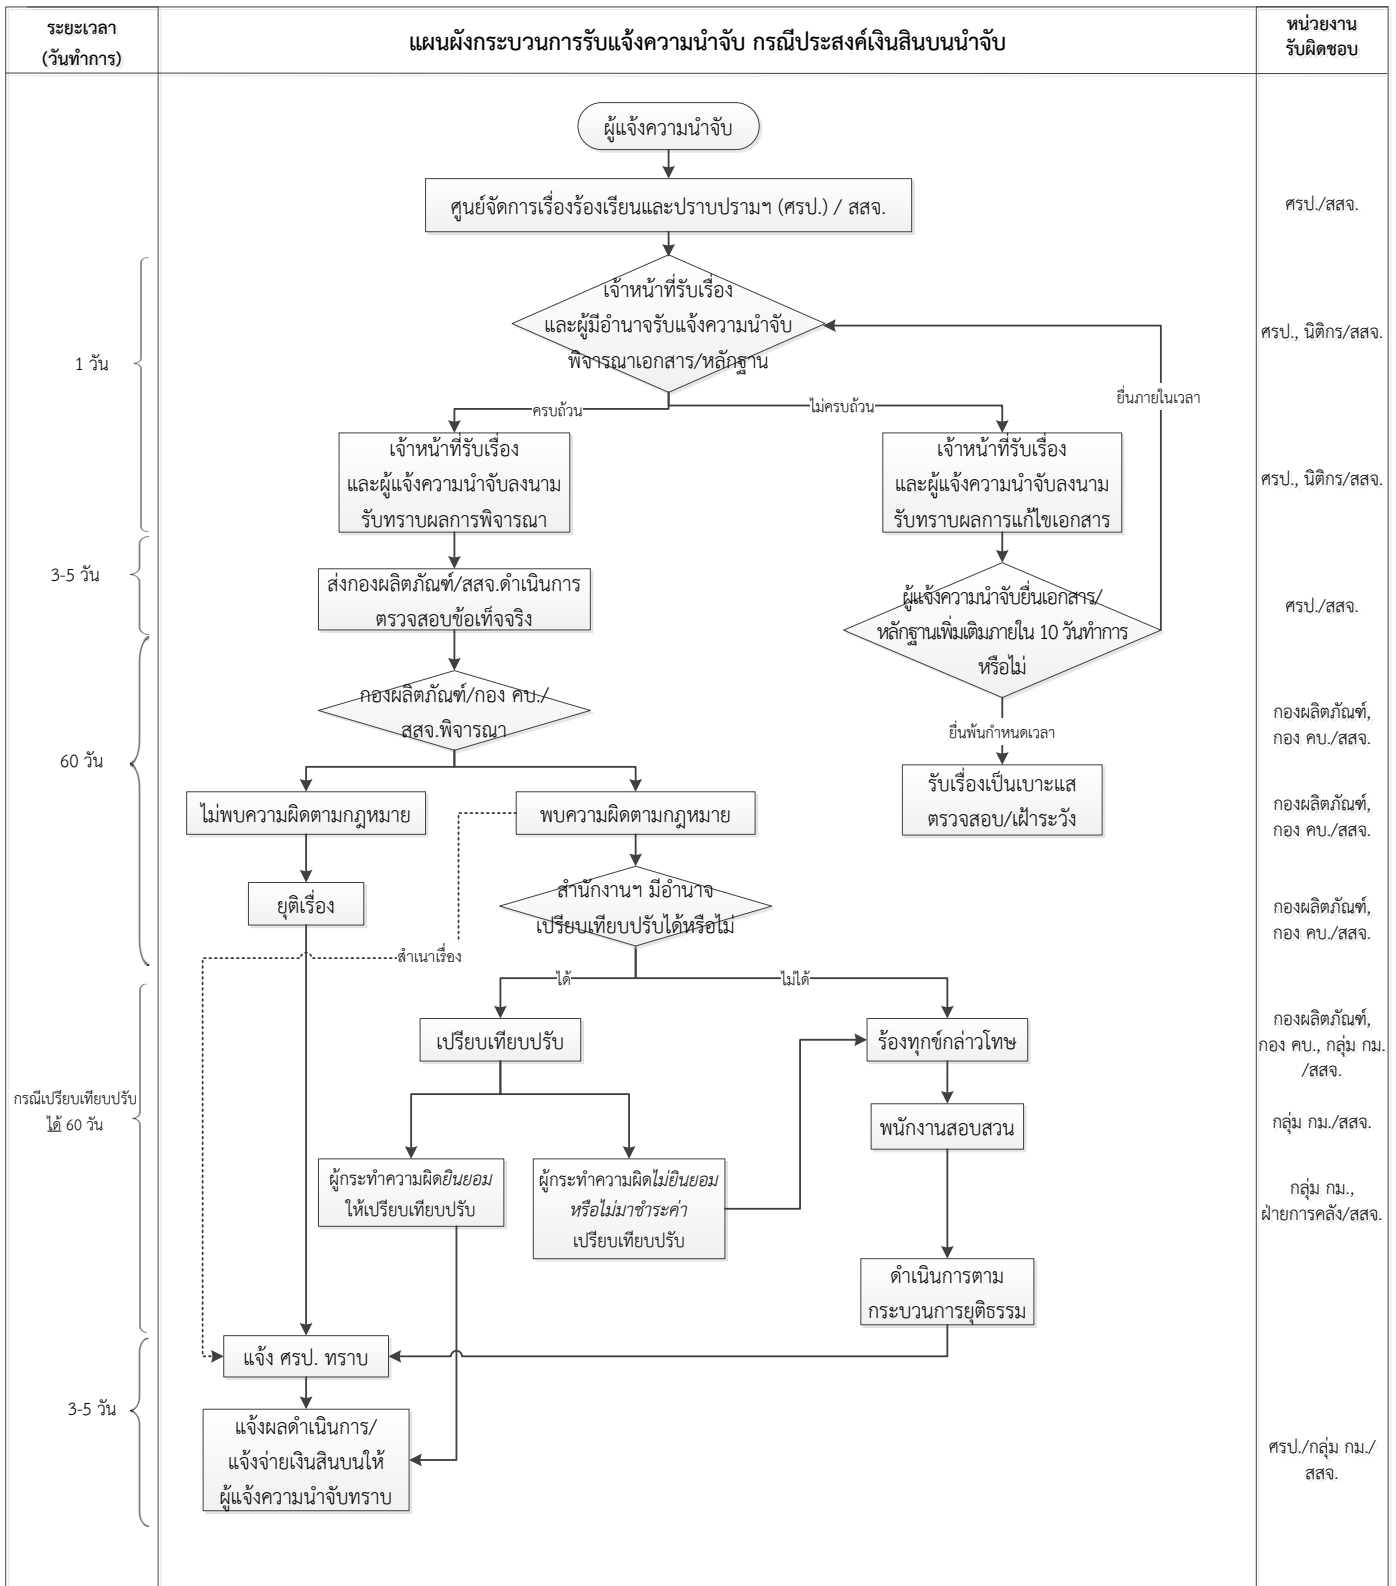 ระยะเวลา
(วันทำการ)
แผนผังกระบวนการรับแจ้งความนำจับ กรณีประสงค์เงินสินบนนำจับ
หน่วยงาน
รับผิดชอบ
ผู้แจ้งความนำจับ
ศูนย์จัดการเรื่องร้องเรียนและปราบปรามฯ (ศรป.) / สสจ.
ศรป./สสจ.
เจ้าหน้าที่รับเรื่อง
และผู้มีอำนาจรับแจ้งความนำจับ
พิจารณาเอกสาร/หลักฐาน
ศรป., นิติกร/สสจ.
1 วัน
ยื่นภายในเวลา
ครบถ้วน
ไม่ครบถ้วน
เจ้าหน้าที่รับเรื่อง
และผู้แจ้งความนำจับลงนาม
รับทราบผลการพิจารณา
เจ้าหน้าที่รับเรื่อง
และผู้แจ้งความนำจับลงนาม
รับทราบผลการแก้ไขเอกสาร
ศรป., นิติกร/สสจ.
3-5 วัน
ส่งกองผลิตภัณฑ์/สสจ.ดำเนินการ
ตรวจสอบข้อเท็จจริง
ผู้แจ้งความนำจับยื่นเอกสาร/
หลักฐานเพิ่มเติมภายใน 10 วันทำการ
หรือไม่
ศรป./สสจ.
กองผลิตภัณฑ์/กอง คบ./
สสจ.พิจารณา
ยื่นพ้นกำหนดเวลา
กองผลิตภัณฑ์,
กอง คบ./สสจ.
60 วัน
ไม่พบความผิดตามกฎหมาย
พบความผิดตามกฎหมาย
รับเรื่องเป็นเบาะแส
ตรวจสอบ/เฝ้าระวัง
กองผลิตภัณฑ์,
กอง คบ./สสจ.
ยุติเรื่อง
สำนักงานฯ มีอำนาจ
เปรียบเทียบปรับได้หรือไม่
กองผลิตภัณฑ์,
กอง คบ./สสจ.
สำเนาเรื่อง
ได้
ไม่ได้
เปรียบเทียบปรับ
ร้องทุกข์กล่าวโทษ
กองผลิตภัณฑ์,
กอง คบ., กลุ่ม กม.
/สสจ.
กรณีเปรียบเทียบปรับ
ได้ 60 วัน
พนักงานสอบสวน
กลุ่ม กม./สสจ.
ผู้กระทำความผิดยินยอม
ให้เปรียบเทียบปรับ
ผู้กระทำความผิดไม่ยินยอม
หรือไม่มาชำระค่า
เปรียบเทียบปรับ
กลุ่ม กม.,
ฝ่ายการคลัง/สสจ.
ดำเนินการตาม
กระบวนการยุติธรรม
แจ้ง ศรป. ทราบ
3-5 วัน
แจ้งผลดำเนินการ/
แจ้งจ่ายเงินสินบนให้
ผู้แจ้งความนำจับทราบ
ศรป./กลุ่ม กม./
สสจ.